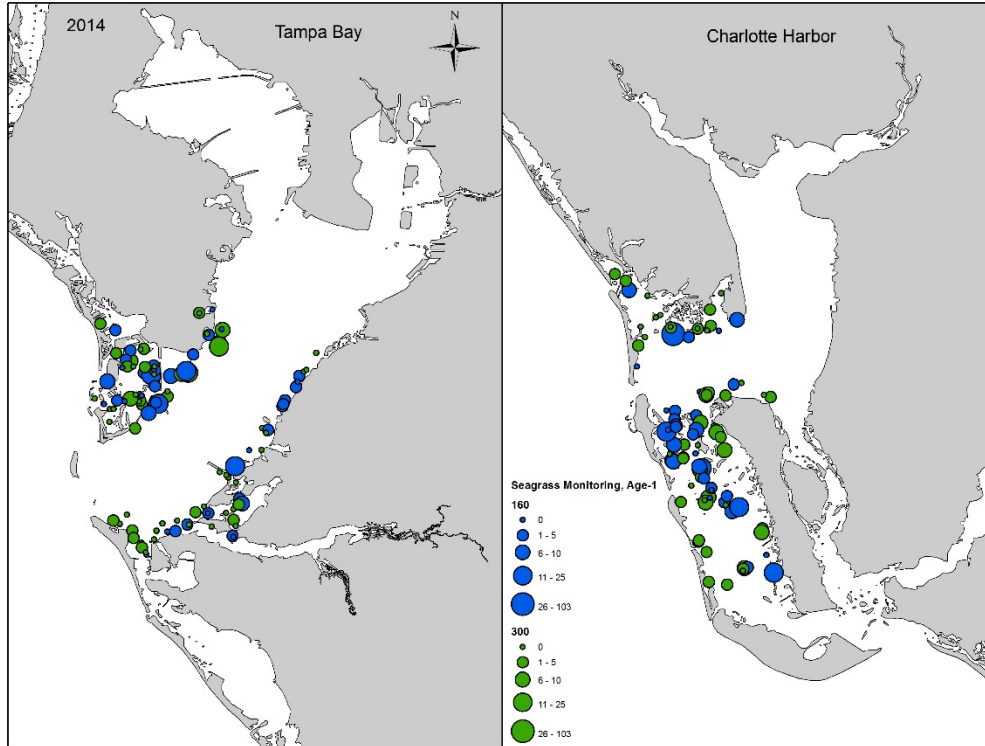 2014
Tampa Bay
N
Charlotte Harbor
Seagrass Monitoring, Age-1
160
0
1 - 5
6 - 10
11 - 25
26 - 103
300
0
1 - 5
6 - 10
11 - 25
26 - 103